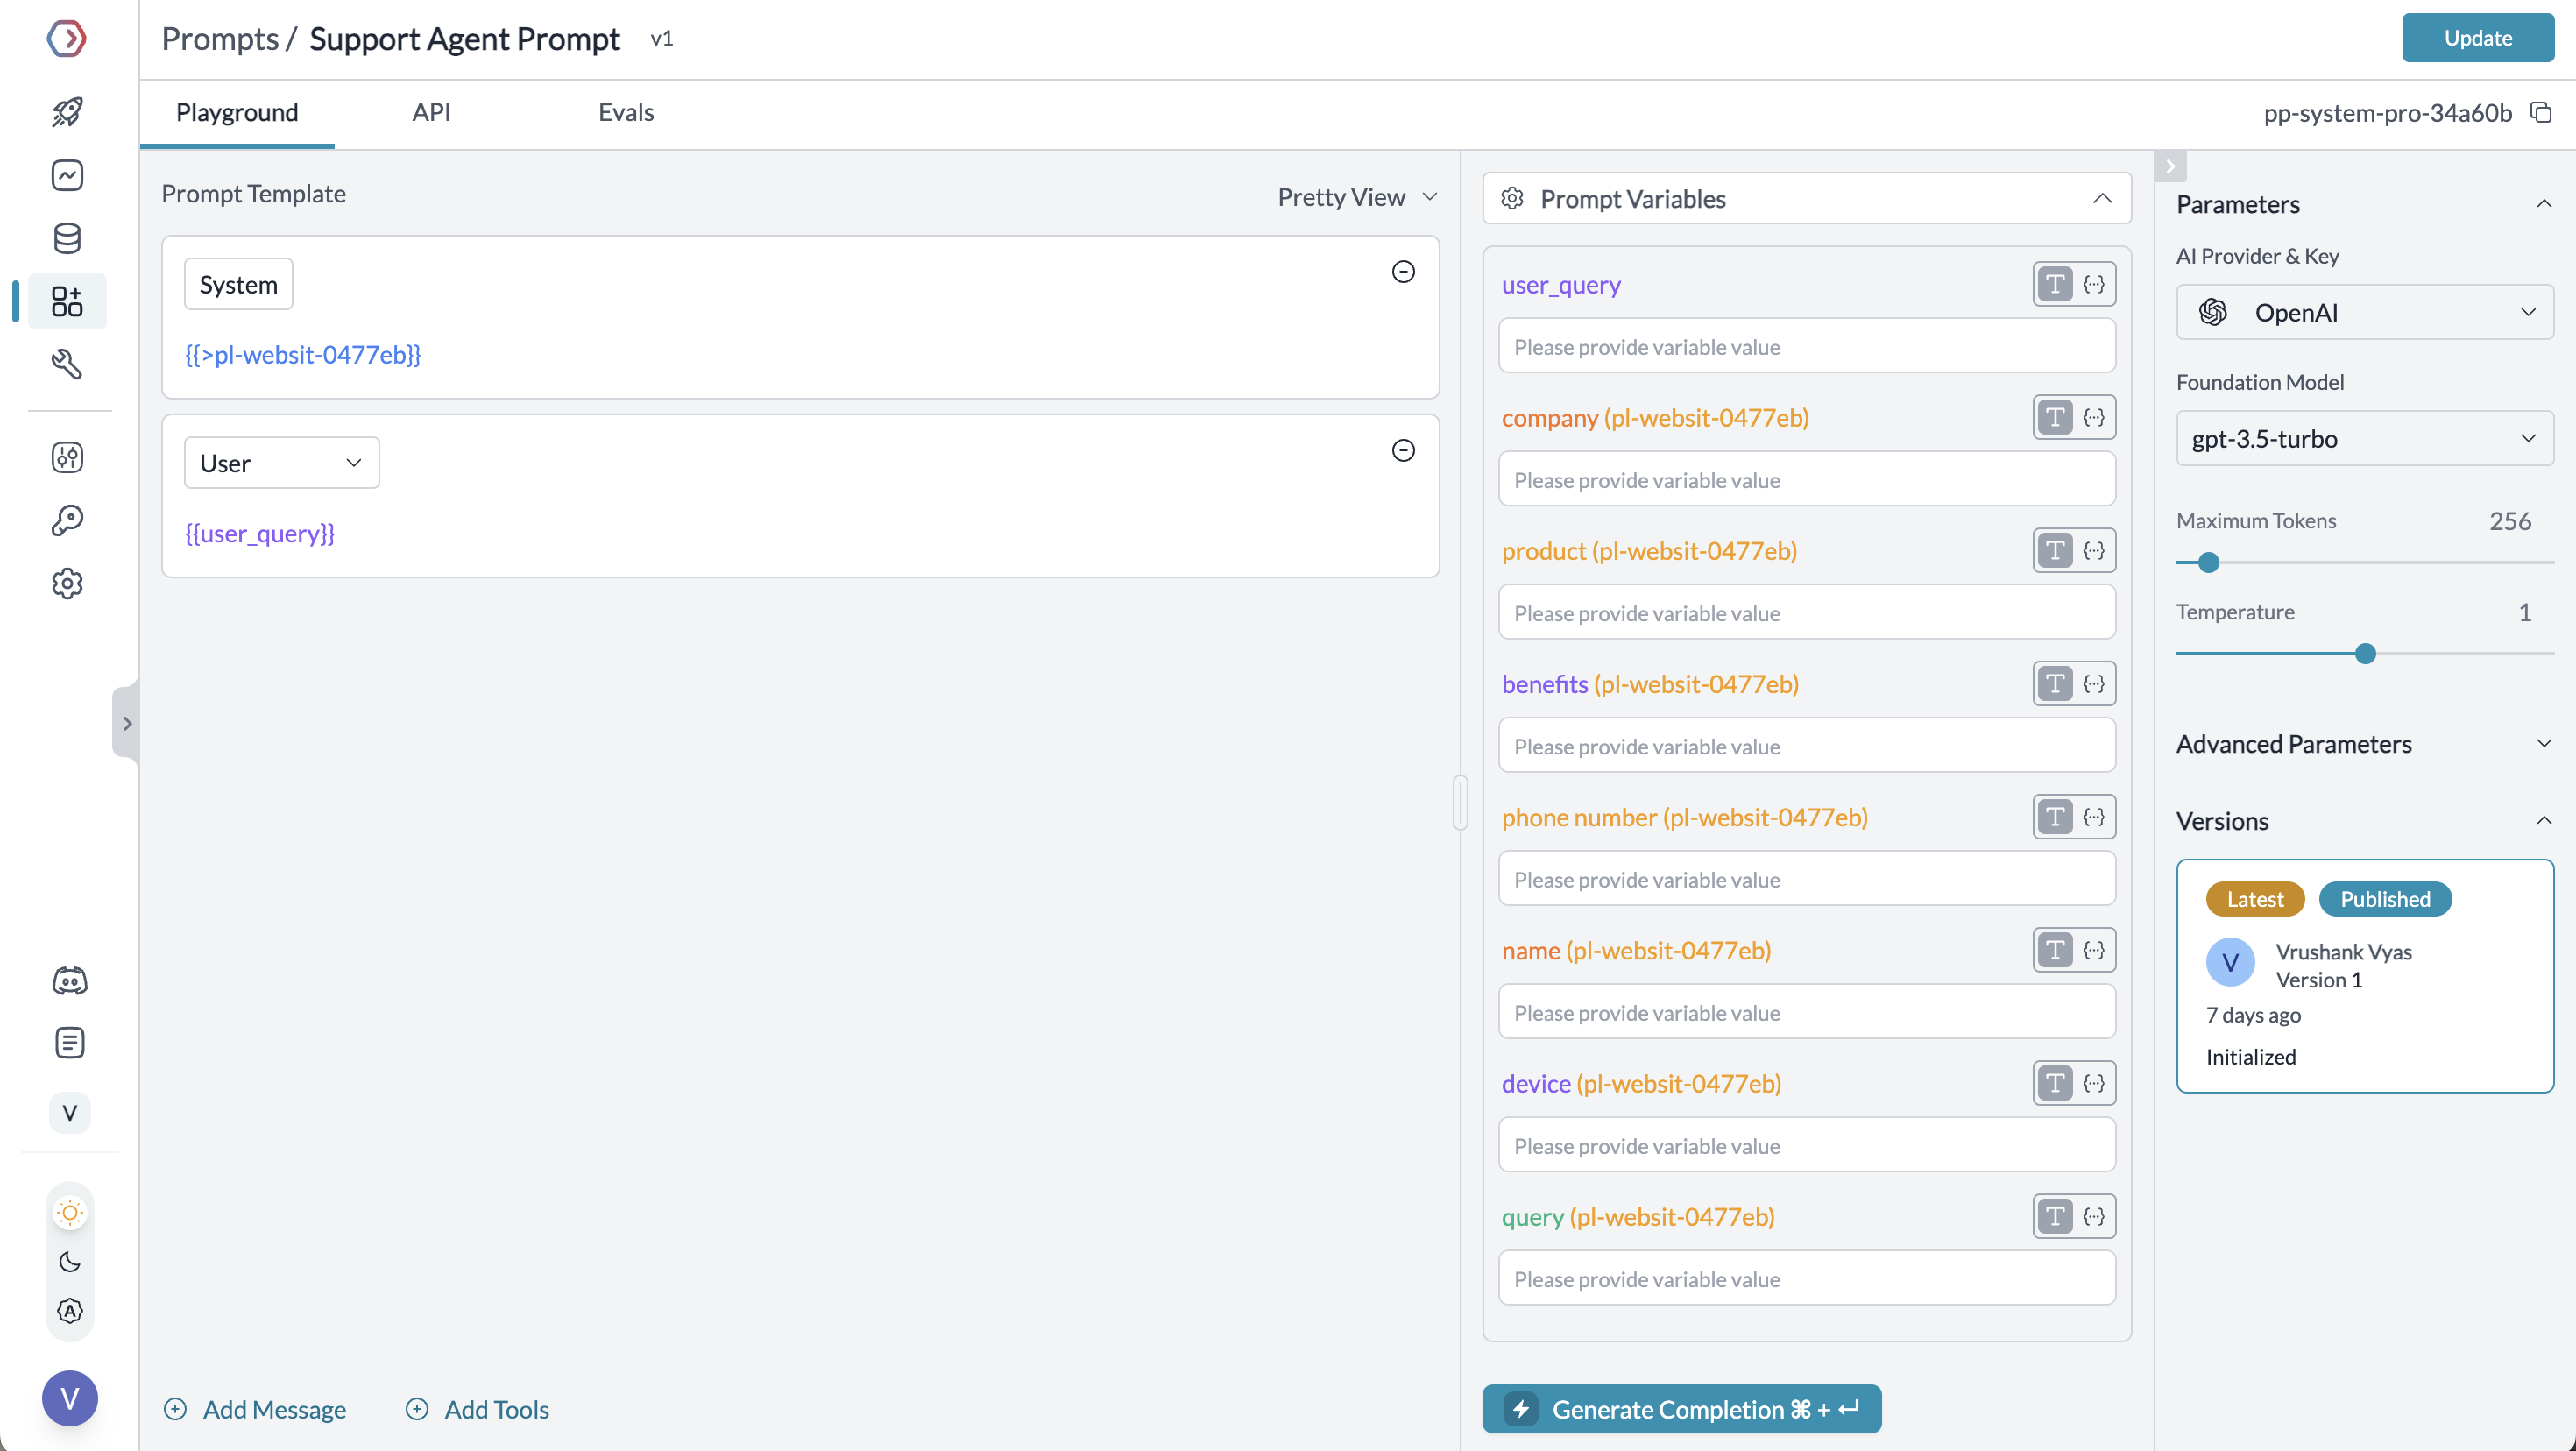 Prompts / Support Agent Prompt v1
Update
Playground
API
Evals
pp-system-pro-34a60b
Prompt Template
Pretty View
System
{{>pl-websit-0477eb}}
User
{{user_query}}
Add Message
Add Tools
Prompt Variables
user_query
T {···}
Please provide variable value
company (pl-websit-0477eb)
T {···}
Please provide variable value
product (pl-websit-0477eb)
T {···}
Please provide variable value
benefits (pl-websit-0477eb)
T {···}
Please provide variable value
phone number (pl-websit-0477eb)
T {···}
Please provide variable value
name (pl-websit-0477eb)
T {···}
Please provide variable value
device (pl-websit-0477eb)
T {···}
Please provide variable value
query (pl-websit-0477eb)
T {···}
Please provide variable value
Generate Completion ⌘ + ↵
Parameters
AI Provider & Key
OpenAI
Foundation Model
gpt-3.5-turbo
Maximum Tokens 256
Temperature 1
Advanced Parameters
Versions
Latest Published
V
Vrushank Vyas
Version 1
7 days ago
Initialized
V
A
V